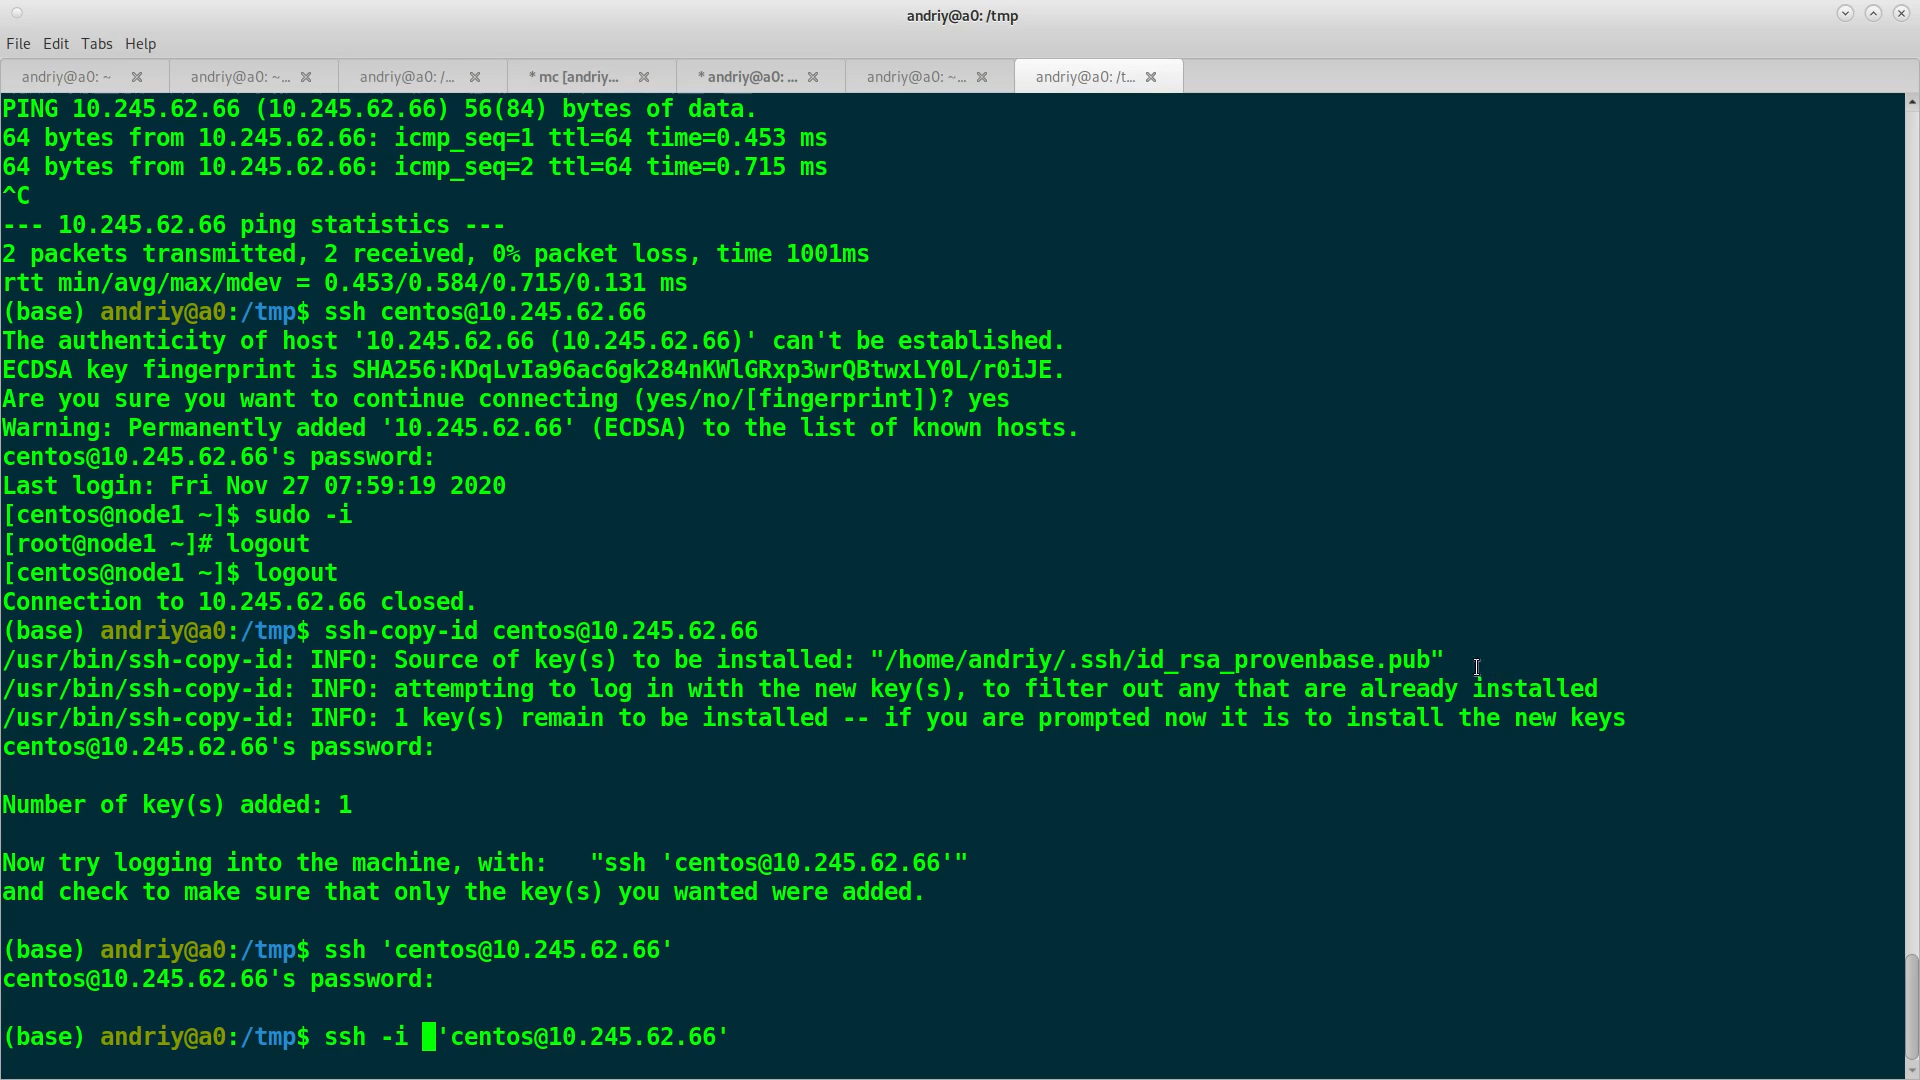 andriy@a0: /tmp
File Edit Tabs Help
andriy@a0: ~ andriy@a0: ~... andriy@a0: /... * mc [andriy... * andriy@a0: ... andriy@a0: ~... andriy@a0: /t...
PING 10.245.62.66 (10.245.62.66) 56(84) bytes of data.
64 bytes from 10.245.62.66: icmp_seq=1 ttl=64 time=0.453 ms
64 bytes from 10.245.62.66: icmp_seq=2 ttl=64 time=0.715 ms
^C
--- 10.245.62.66 ping statistics ---
2 packets transmitted, 2 received, 0% packet loss, time 1001ms
rtt min/avg/max/mdev = 0.453/0.584/0.715/0.131 ms
(base) andriy@a0:/tmp$ ssh centos@10.245.62.66
The authenticity of host '10.245.62.66 (10.245.62.66)' can't be established.
ECDSA key fingerprint is SHA256:KDqLvIa96ac6gk284nKWlGRxp3wrQBtwxLY0L/r0iJE.
Are you sure you want to continue connecting (yes/no/[fingerprint])? yes
Warning: Permanently added '10.245.62.66' (ECDSA) to the list of known hosts.
centos@10.245.62.66's password:
Last login: Fri Nov 27 07:59:19 2020
[centos@node1 ~]$ sudo -i
[root@node1 ~]# logout
[centos@node1 ~]$ logout
Connection to 10.245.62.66 closed.
(base) andriy@a0:/tmp$ ssh-copy-id centos@10.245.62.66
/usr/bin/ssh-copy-id: INFO: Source of key(s) to be installed: "/home/andriy/.ssh/id_rsa_provenbase.pub"
/usr/bin/ssh-copy-id: INFO: attempting to log in with the new key(s), to filter out any that are already installed
/usr/bin/ssh-copy-id: INFO: 1 key(s) remain to be installed -- if you are prompted now it is to install the new keys
centos@10.245.62.66's password:
Number of key(s) added: 1
Now try logging into the machine, with:   "ssh 'centos@10.245.62.66'"
and check to make sure that only the key(s) you wanted were added.
(base) andriy@a0:/tmp$ ssh 'centos@10.245.62.66'
centos@10.245.62.66's password:
(base) andriy@a0:/tmp$ ssh -i 'centos@10.245.62.66'